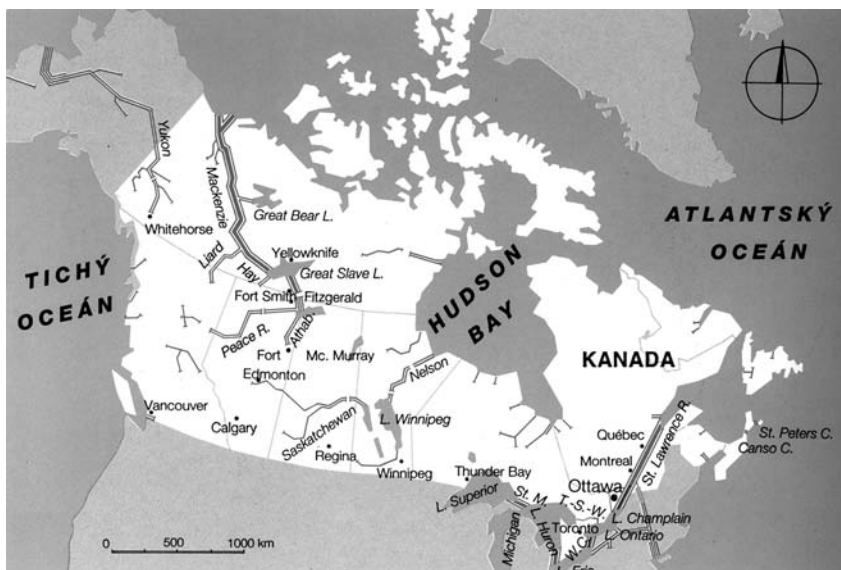 Yukon
Mackenzie
Great Bear L.
Whitehorse
ATLANTSKÝ
OCEÁN
TICHÝ
OCEÁN
Liard
Hay
Yellowknife
Great Slave L.
Fort Smith
Fitzgerald
HUDSON
BAY
Peace R.
Athab.
Fort
Mc. Murray
Edmonton
Nelson
KANADA
Vancouver
Calgary
Saskatchewan
L. Winnipeg
Regina
Winnipeg
Québec
Montreal
St. Lawrence R.
St. Peters C.
Canso C.
Thunder Bay
Ottawa
L. Superior
St. M.
T.-S.-W.
L. Huron
Michigan
Toronto
L. Champlain
L. Ontario
0 500 1000 km